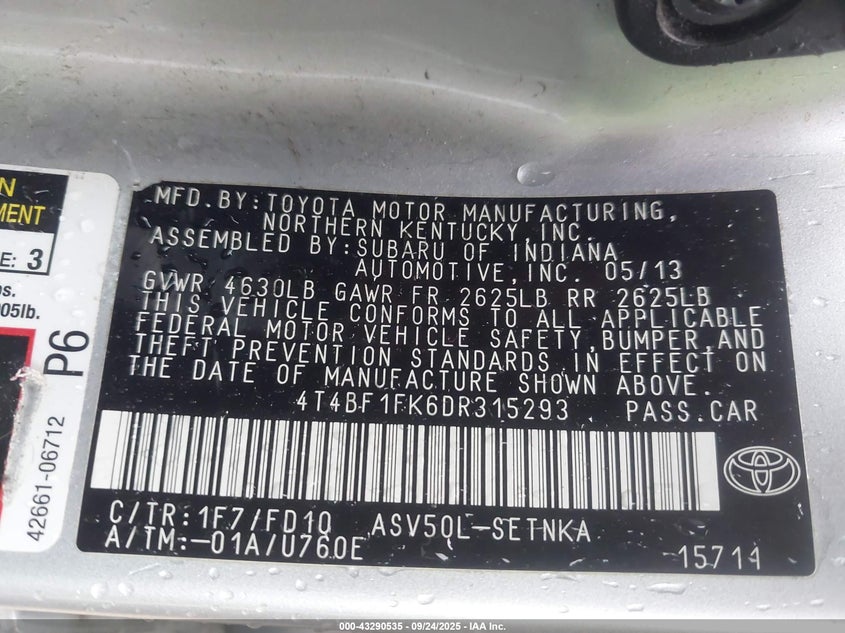 N
MENT
E: 3
s.
05lb.
P6
42661-06712
MFD. BY: TOYOTA MOTOR MANUFACTURING,
NORTHERN KENTUCKY, INC.
ASSEMBLED BY: SUBARU OF INDIANA
AUTOMOTIVE, INC. 05/13
GVWR 4630LB GAWR FR 2625LB RR 2625LB
THIS VEHICLE CONFORMS TO ALL APPLICABLE
FEDERAL MOTOR VEHICLE SAFETY, BUMPER, AND
THEFT PREVENTION STANDARDS IN EFFECT ON
THE DATE OF MANUFACTURE SHOWN ABOVE.
4T4BF1FK6DR315293 PASS.CAR
C/TR: 1F7/FD10 ASV50L-SETNKA
A/TM:-01A/U760E 15714
000-43290535 - 09/24/2025 - IAA Inc.